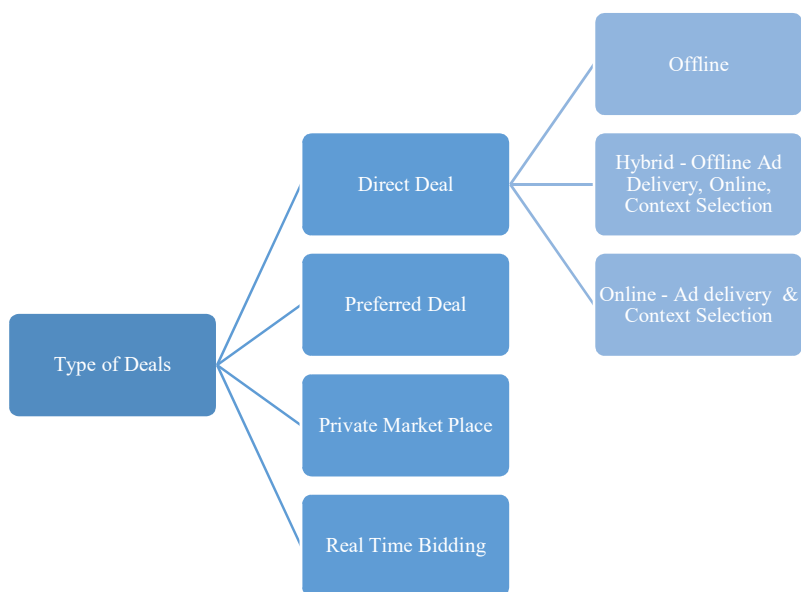 Offline
Direct Deal
Hybrid - Offline Ad
Delivery, Online,
Context Selection
Preferred Deal
Online - Ad delivery  &
Context Selection
Type of Deals
Private Market Place
Real Time Bidding